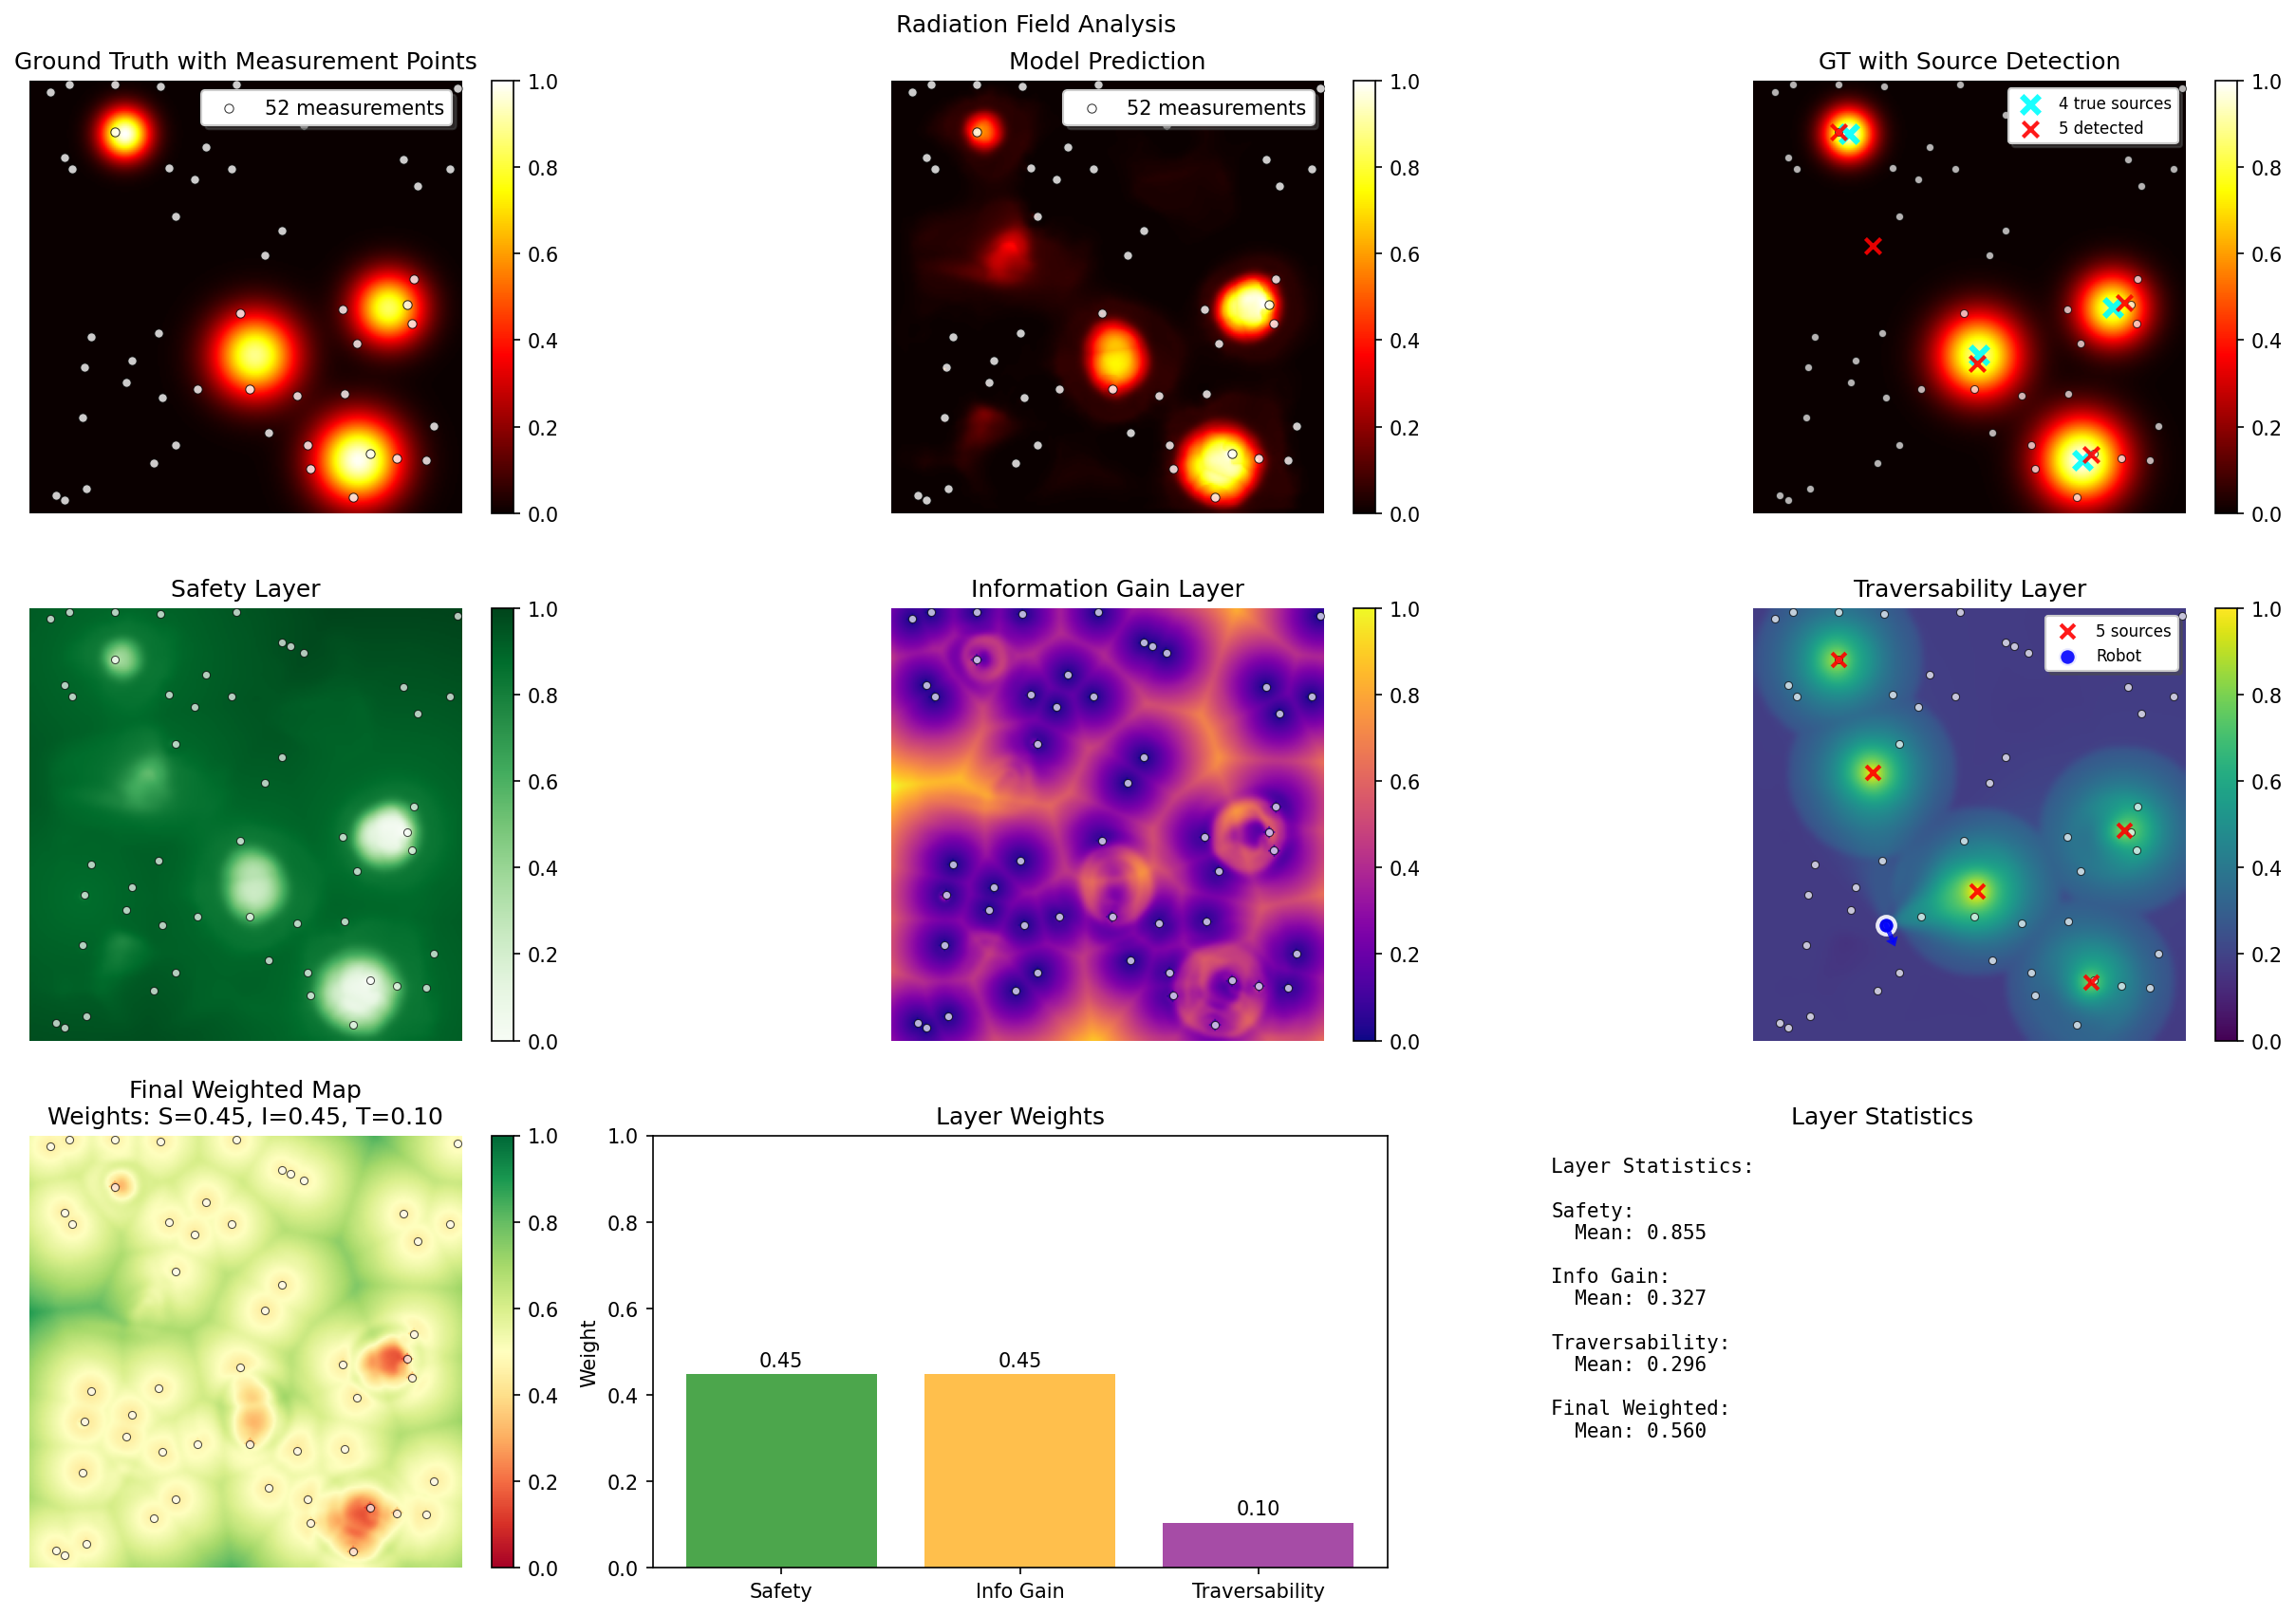 Radiation Field Analysis
Ground Truth with Measurement Points
52 measurements
1.0
0.8
0.6
0.4
0.2
0.0
Model Prediction
52 measurements
1.0
0.8
0.6
0.4
0.2
0.0
GT with Source Detection
4 true sources
5 detected
1.0
0.8
0.6
0.4
0.2
0.0
Safety Layer
1.0
0.8
0.6
0.4
0.2
0.0
Information Gain Layer
1.0
0.8
0.6
0.4
0.2
0.0
Traversability Layer
5 sources
Robot
1.0
0.8
0.6
0.4
0.2
0.0
Final Weighted Map
Weights: S=0.45, I=0.45, T=0.10
1.0
0.8
0.6
0.4
0.2
0.0
Layer Weights
Weight
1.0
0.8
0.6
0.4
0.2
0.0
0.45
0.45
0.10
Safety
Info Gain
Traversability
Layer Statistics
Layer Statistics:
Safety:
Mean: 0.855
Info Gain:
Mean: 0.327
Traversability:
Mean: 0.296
Final Weighted:
Mean: 0.560